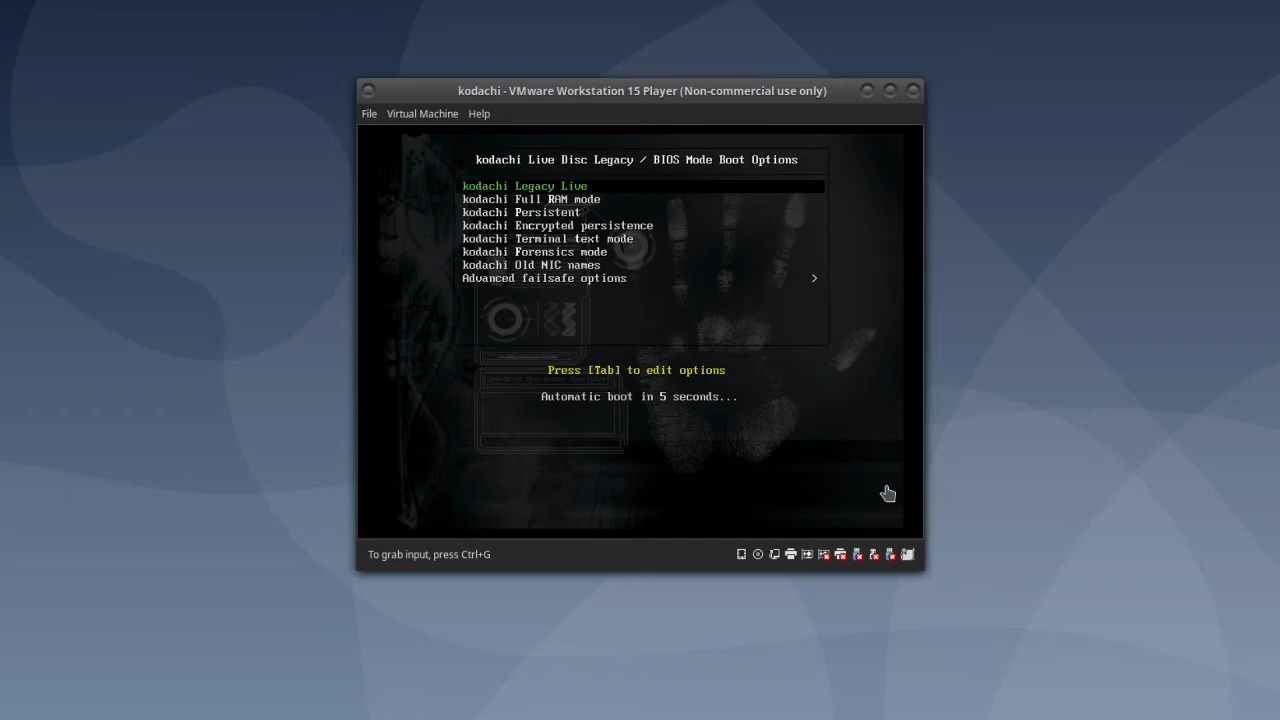 kodachi - VMware Workstation 15 Player (Non-commercial use only)
File Virtual Machine Help
kodachi Live Disc Legacy / BIOS Mode Boot Options
kodachi Legacy Live
kodachi Full RAM mode
kodachi Persistent
kodachi Encrypted persistence
kodachi Terminal text mode
kodachi Forensics mode
kodachi Old NIC names
Advanced failsafe options >
Press [Tab] to edit options
Automatic boot in 5 seconds...
To grab input, press Ctrl+G